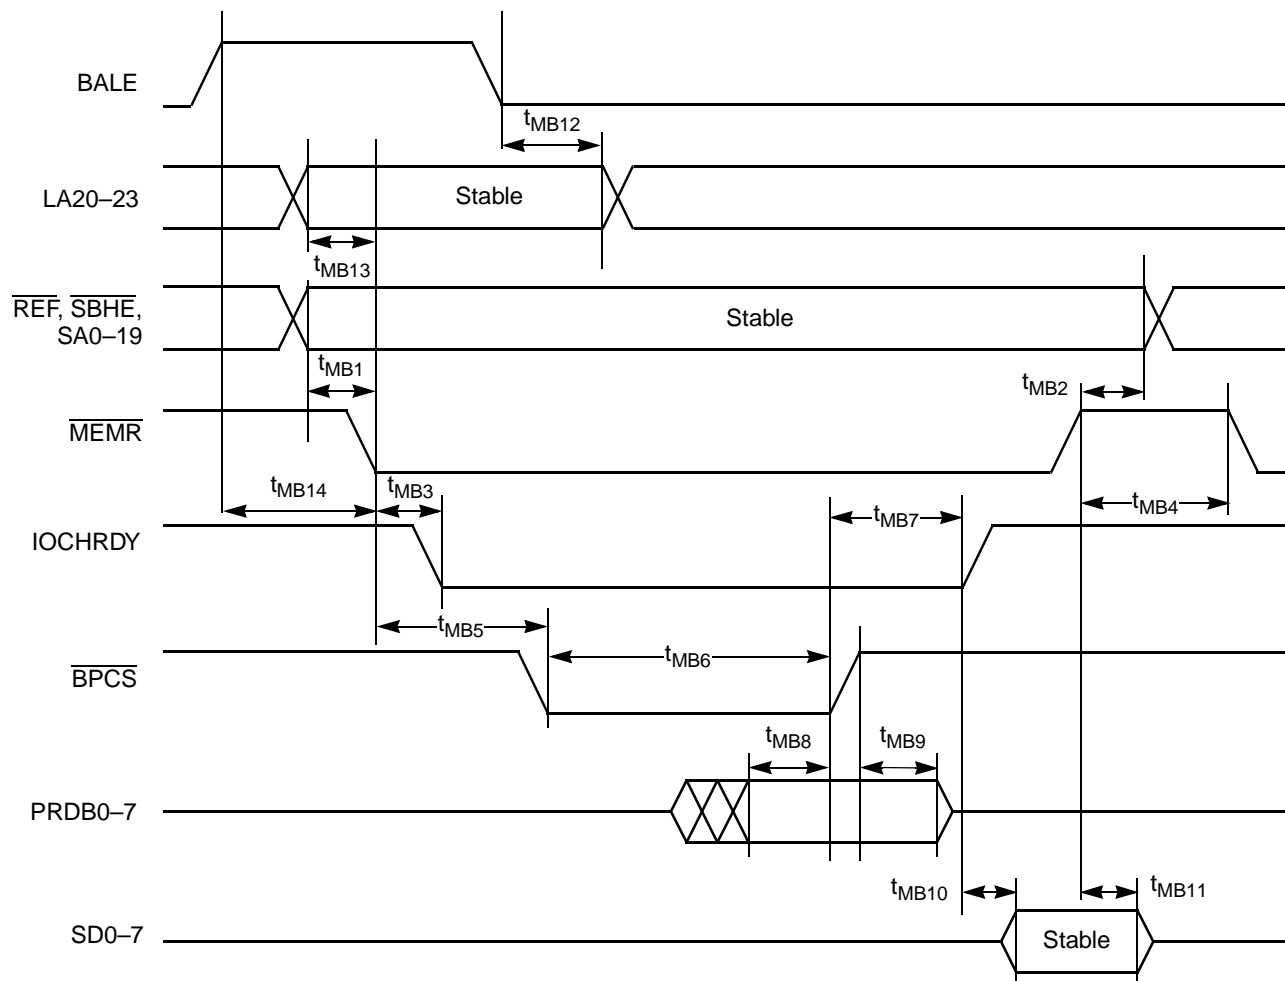 BALE
tMB12
LA20–23
Stable
tMB13
REF, SBHE,
SA0–19
Stable
tMB1
tMB2
MEMR
tMB14
tMB3
tMB4
tMB7
IOCHRDY
tMB5
tMB6
BPCS
tMB8
tMB9
PRDB0–7
tMB10
tMB11
SD0–7
Stable